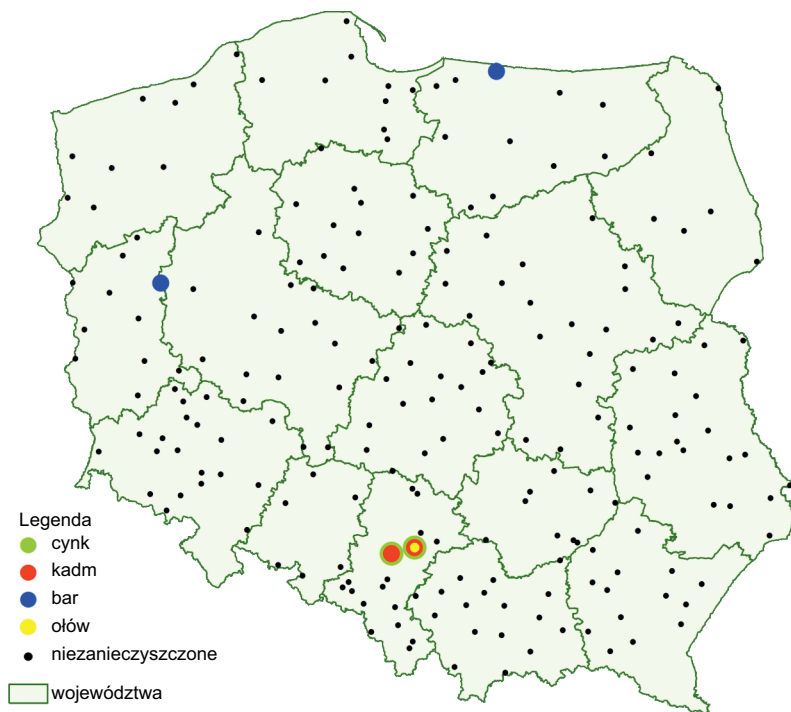 Legenda
cynk
kadm
bar
ołów
niezanieczyszczone
województwa